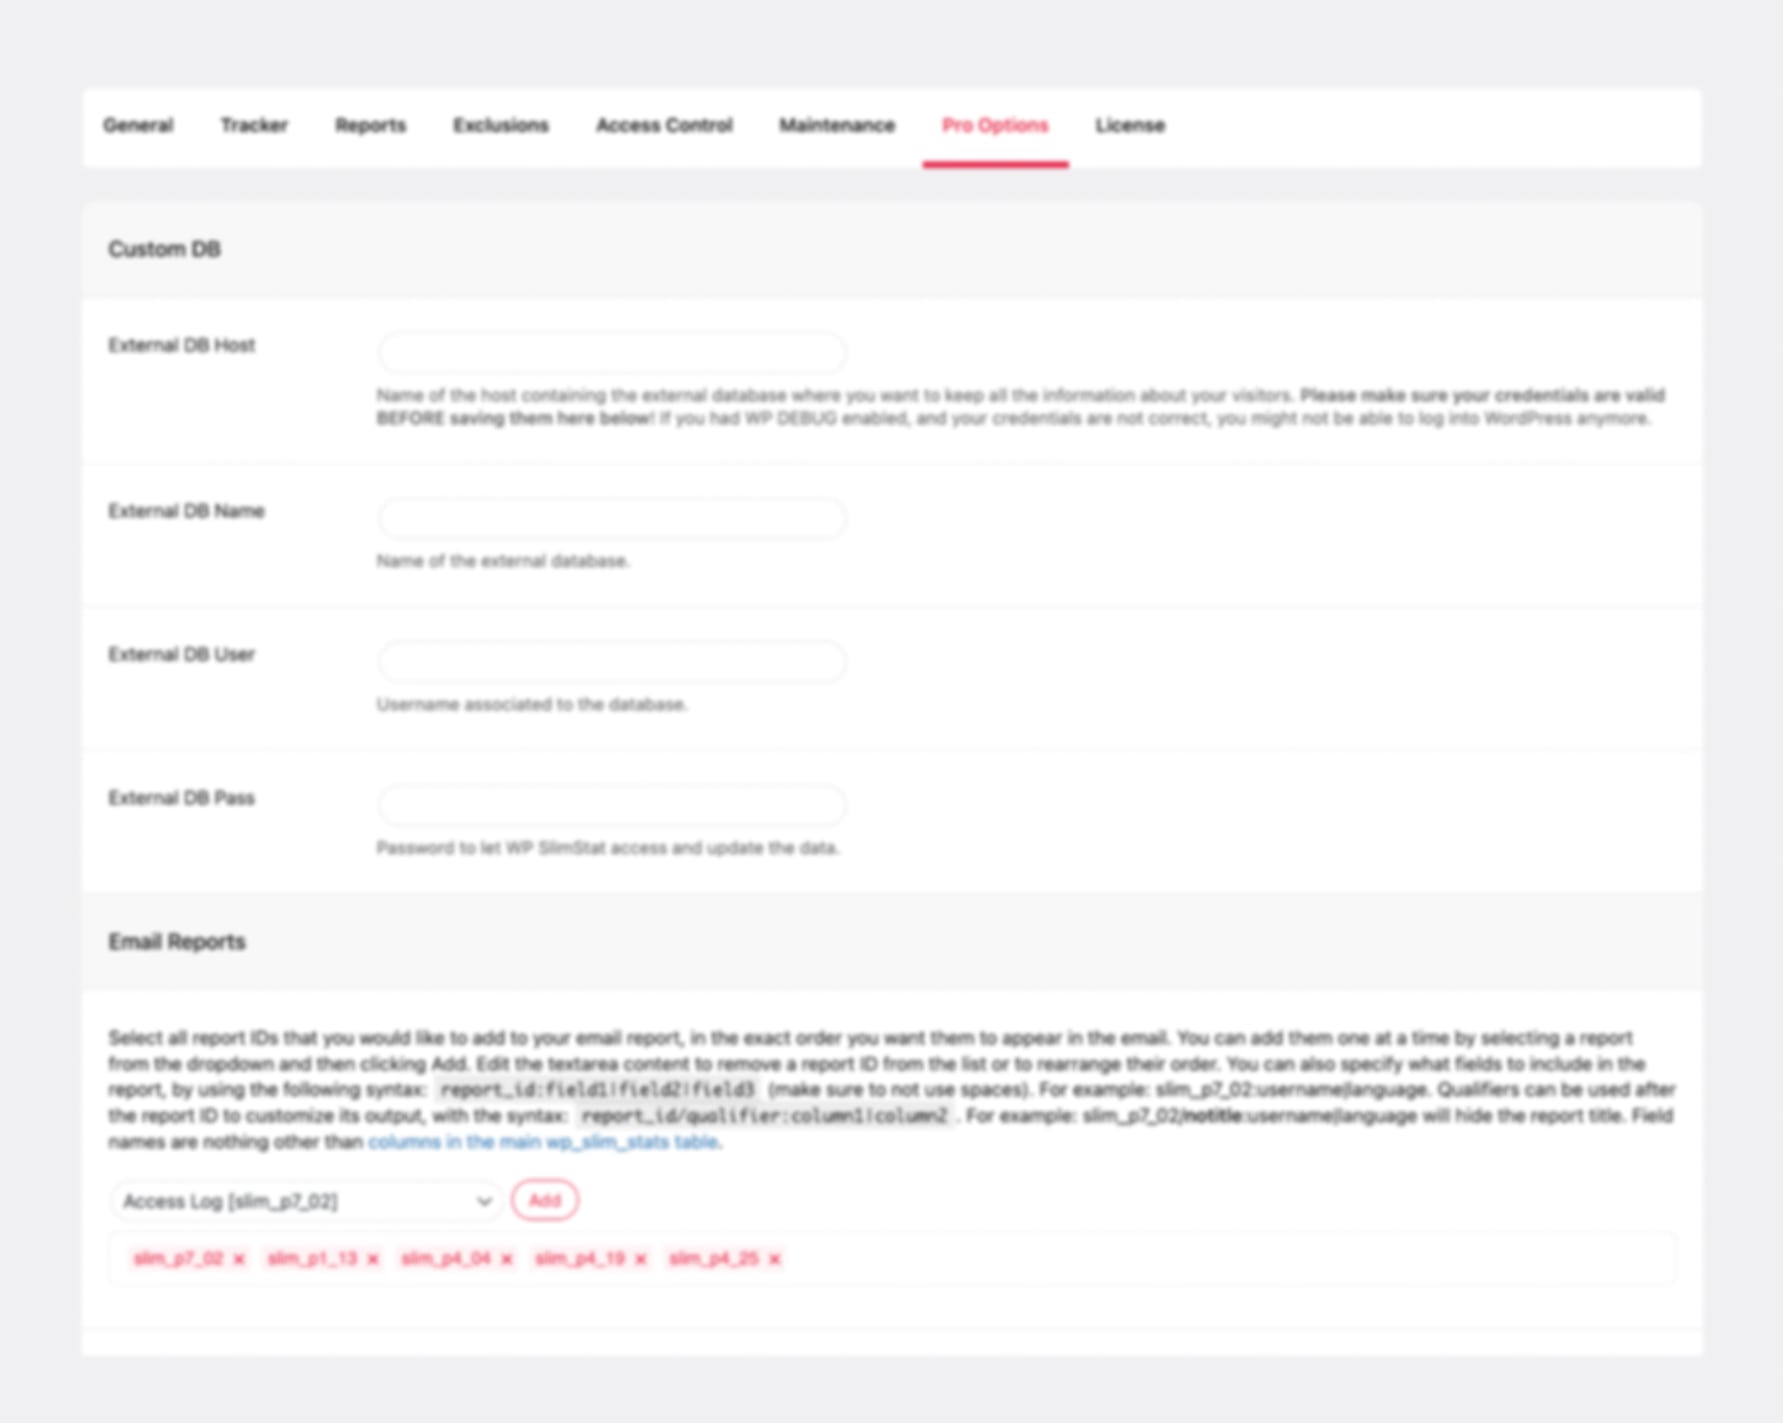 General Tracker Reports Exclusions Access Control Maintenance Pro Options License
Custom DB
External DB Host
Name of the host containing the external database where you want to keep all the information about your visitors. Please make sure your credentials are valid
BEFORE saving them here below! If you had WP DEBUG enabled, and your credentials are not correct, you might not be able to log into WordPress anymore.
External DB Name
Name of the external database.
External DB User
Username associated to the database.
External DB Pass
Password to let WP SlimStat access and update the data.
Email Reports
Select all report IDs that you would like to add to your email report, in the exact order you want them to appear in the email. You can add them one at a time by selecting a report
from the dropdown and then clicking Add. Edit the textarea content to remove a report ID from the list or to rearrange their order. You can also specify what fields to include in the
report, by using the following syntax: report_id:field1|field2|field3 (make sure to not use spaces). For example: slim_p7_02:username|language. Qualifiers can be used after
the report ID to customize its output, with the syntax: report_id/qualifier:column1|column2 . For example: slim_p7_02/notitle:username|language will hide the report title. Field
names are nothing other than columns in the main wp_slim_stats table.
Access Log [slim_p7_02] Add
slim_p7_02 × slim_p1_13 × slim_p4_04 × slim_p4_19 × slim_p4_25 ×